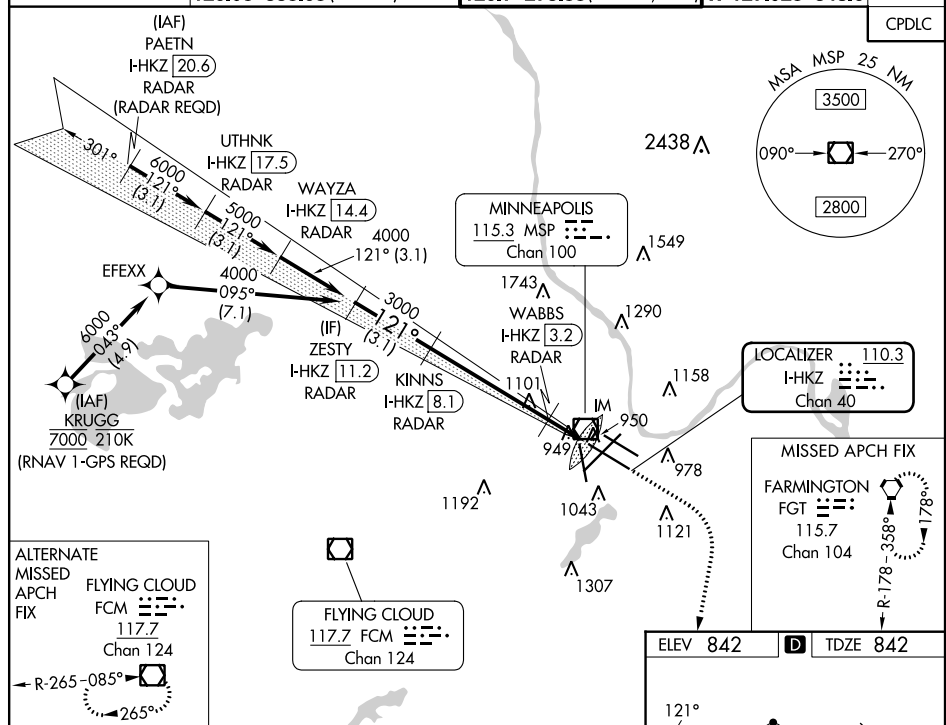 CPDLC
(IAF)
PAETN
I-HKZ 20.6
RADAR
(RADAR REQD)
301°
6000
121°
(3.1)
UTHNK
I-HKZ 17.5
RADAR
5000
121°
(3.1)
WAYZA
I-HKZ 14.4
RADAR
4000
121° (3.1)
MSA MSP 25 NM
3500
090°
270°
2800
2438
MINNEAPOLIS
115.3 MSP
Chan 100
1549
1743
1290
EFEXX
4000
095°
(7.1)
6000
043°
(4.9)
(IAF)
KRUGG
7000 210K
(RNAV 1-GPS REQD)
3000
121°
(3.1)
(IF)
ZESTY
I-HKZ 11.2
RADAR
KINNS
I-HKZ 8.1
RADAR
WABBS
I-HKZ 3.2
RADAR
1101
1158
LOCALIZER 110.3
I-HKZ
Chan 40
IM
950
949
978
1192
1043
1121
1307
MISSED APCH FIX
FARMINGTON
FGT
115.7
Chan 104
178°
R-178
358°
ALTERNATE
MISSED
APCH
FIX
FLYING CLOUD
FCM
117.7
Chan 124
R-265
085°
265°
FLYING CLOUD
117.7 FCM
Chan 124
ELEV 842 D TDZE 842
121°